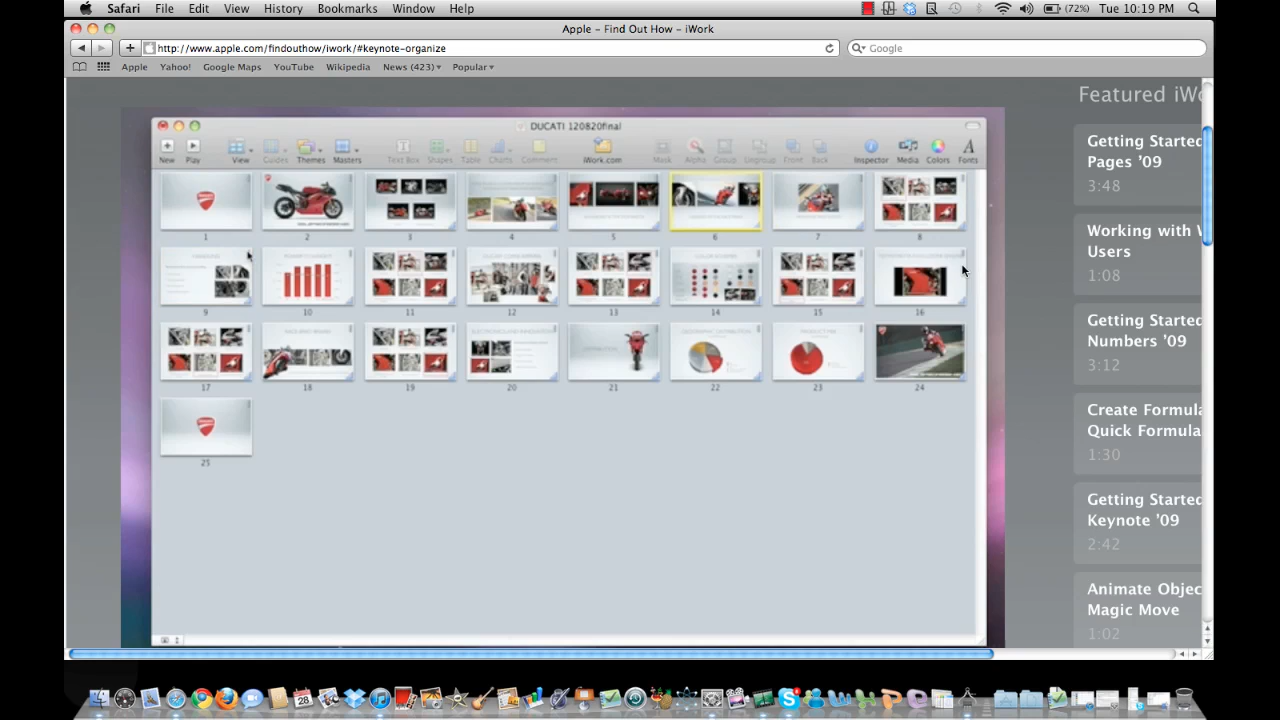 Safari File Edit View History Bookmarks Window Help (72%) Tue 10:19 PM
Apple – Find Out How – iWork
http://www.apple.com/findouthow/iwork/#keynote-organize Google
Apple Yahoo! Google Maps YouTube Wikipedia News (423) Popular
Featured iWo
DUCATI 120820final
New Play View Guides Themes Masters Text Box Shapes Table Charts Comment iWork.com Mask Alpha Group Ungroup Front Back Inspector Media Colors Fonts
1 2 3 4 5 6 7 8
9 10 11 12 13 14 15 16
17 18 19 20 21 22 23 24
25
Getting Started
Pages '09
3:48
Working with
Users
1:08
Getting Started
Numbers '09
3:12
Create Formula
Quick Formula
1:30
Getting Started
Keynote '09
2:42
Animate Objec
Magic Move
1:02